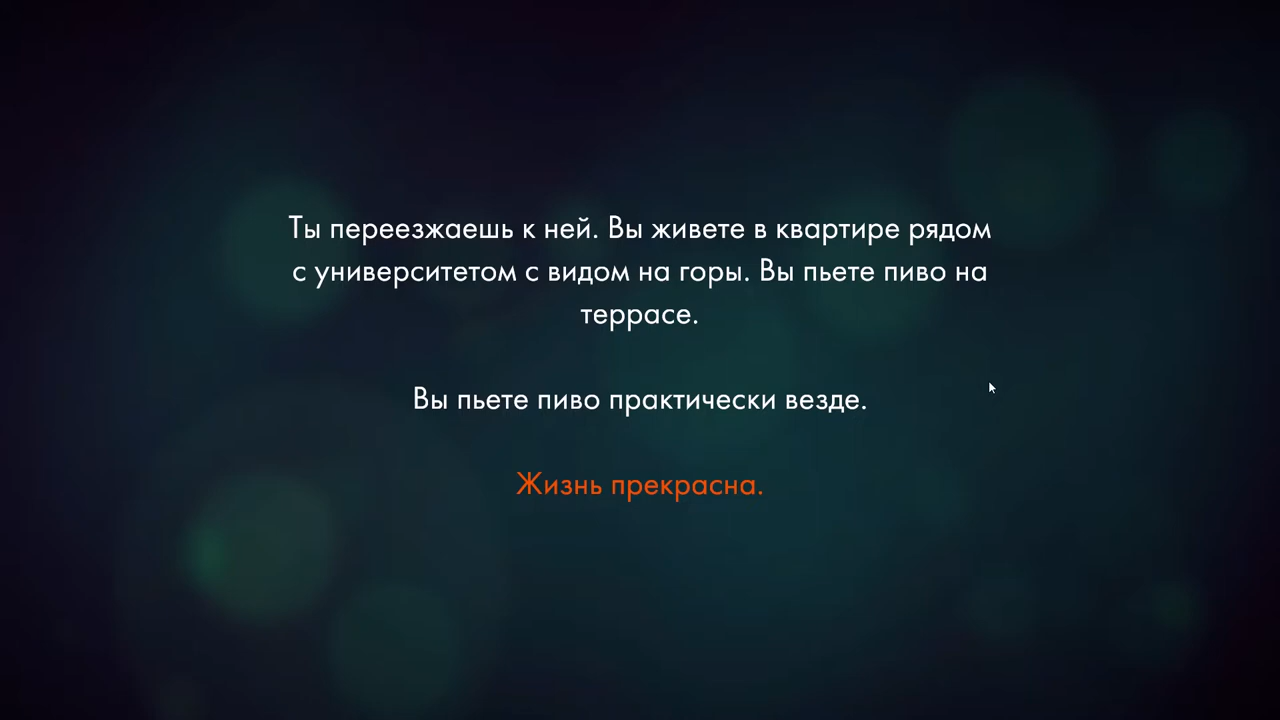 Ты переезжаешь к ней. Вы живете в квартире рядом
с университетом с видом на горы. Вы пьете пиво на
террасе.
Вы пьете пиво практически везде.
Жизнь прекрасна.